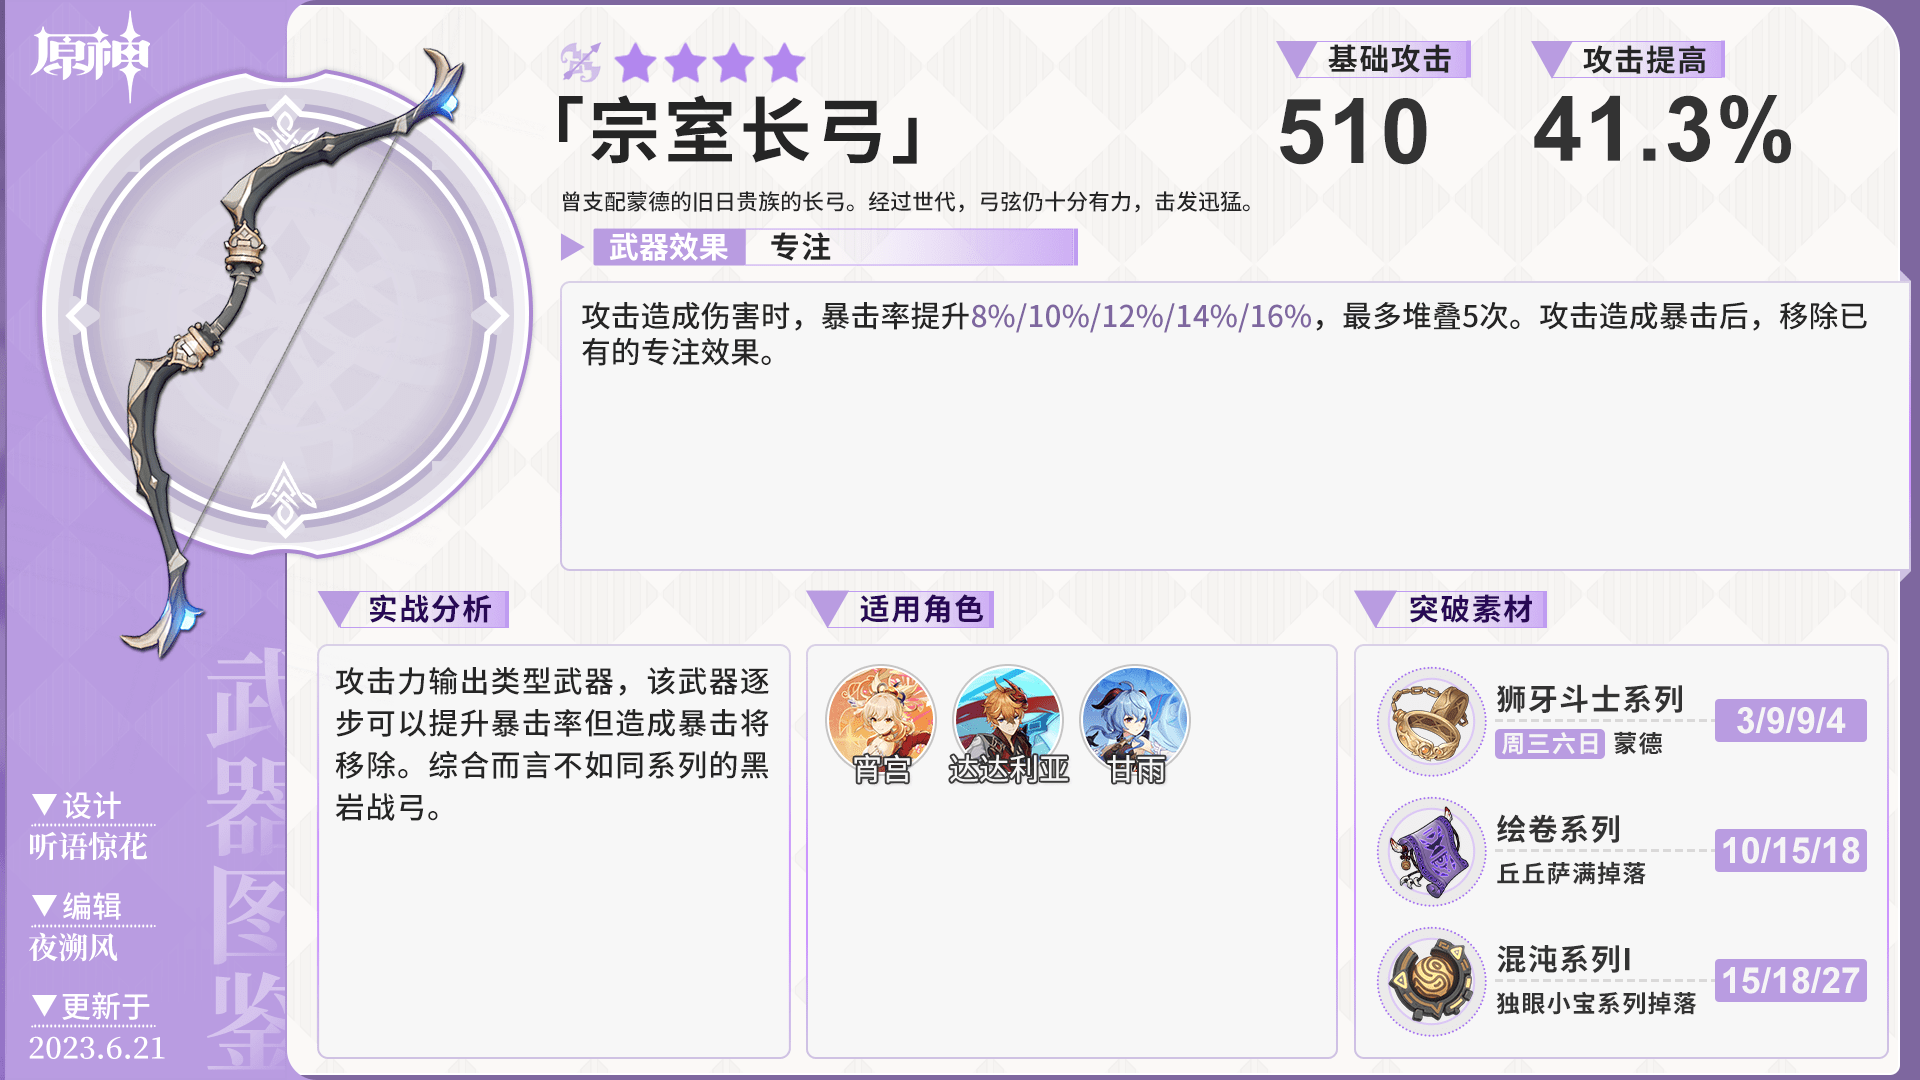 原神
「宗室长弓」
基础攻击
510
攻击提高
41.3%
曾支配蒙德的旧日贵族的长弓。经过世代，弓弦仍十分有力，击发迅猛。
武器效果
专注
攻击造成伤害时，暴击率提升8%/10%/12%/14%/16%，最多堆叠5次。攻击造成暴击后，移除已
有的专注效果。
实战分析
攻击力输出类型武器，该武器逐
步可以提升暴击率但造成暴击将
移除。综合而言不如同系列的黑
岩战弓。
适用角色
宵宫
达达利亚
甘雨
突破素材
狮牙斗士系列
3/9/9/4
周三六日 蒙德
绘卷系列
10/15/18
丘丘萨满掉落
混沌系列I
15/18/27
独眼小宝系列掉落
武器图鉴
▼设计
听语惊花
▼编辑
夜溯风
▼更新于
2023.6.21